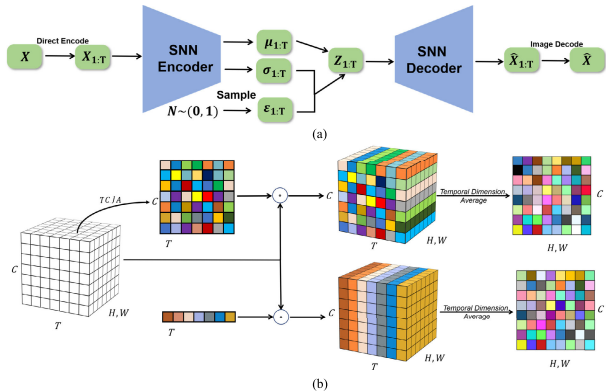 Direct Encode
X
X1:T
SNN
Encoder
μ1:T
σ1:T
Sample
N~(0, 1)
ε1:T
Z1:T
SNN
Decoder
X̂1:T
Image Decode
X̂
(a)
TCJA
C
T
C
T
H,W
Temporal Dimension
Average
C
H,W
C
T
H,W
T
C
T
H,W
Temporal Dimension
Average
C
H,W
(b)